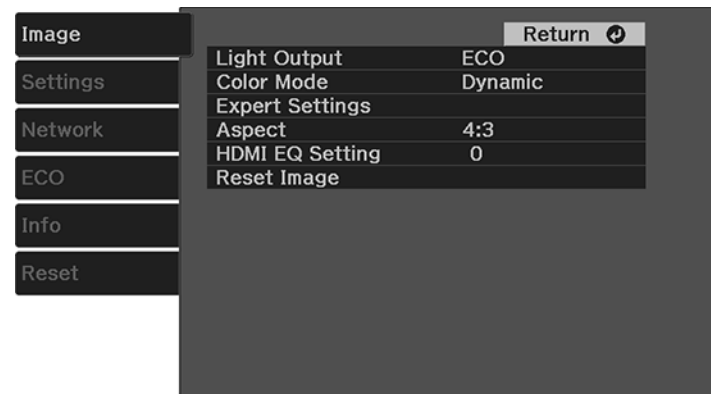 Image
Settings
Network
ECO
Info
Reset
Return
Light Output ECO
Color Mode Dynamic
Expert Settings
Aspect 4:3
HDMI EQ Setting 0
Reset Image